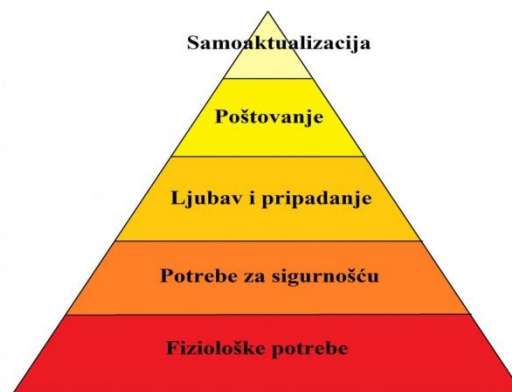 Samoaktualizacija
Poštovanje
Ljubav i pripadanje
Potrebe za sigurnošću
Fiziološke potrebe